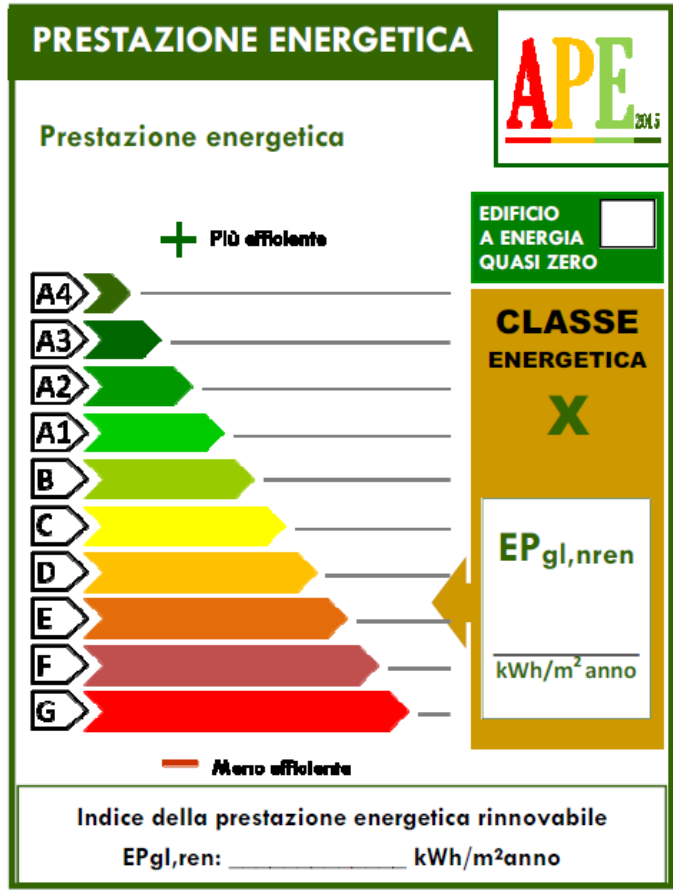 PRESTAZIONE ENERGETICA
APE 2015
Prestazione energetica
Più efficiente
EDIFICIO
A ENERGIA
QUASI ZERO
A4
A3
A2
A1
B
C
D
E
F
G
CLASSE
ENERGETICA
X
EPgl,nren
kWh/m² anno
Meno efficiente
Indice della prestazione energetica rinnovabile
EPgl,ren: _____________ kWh/m²anno